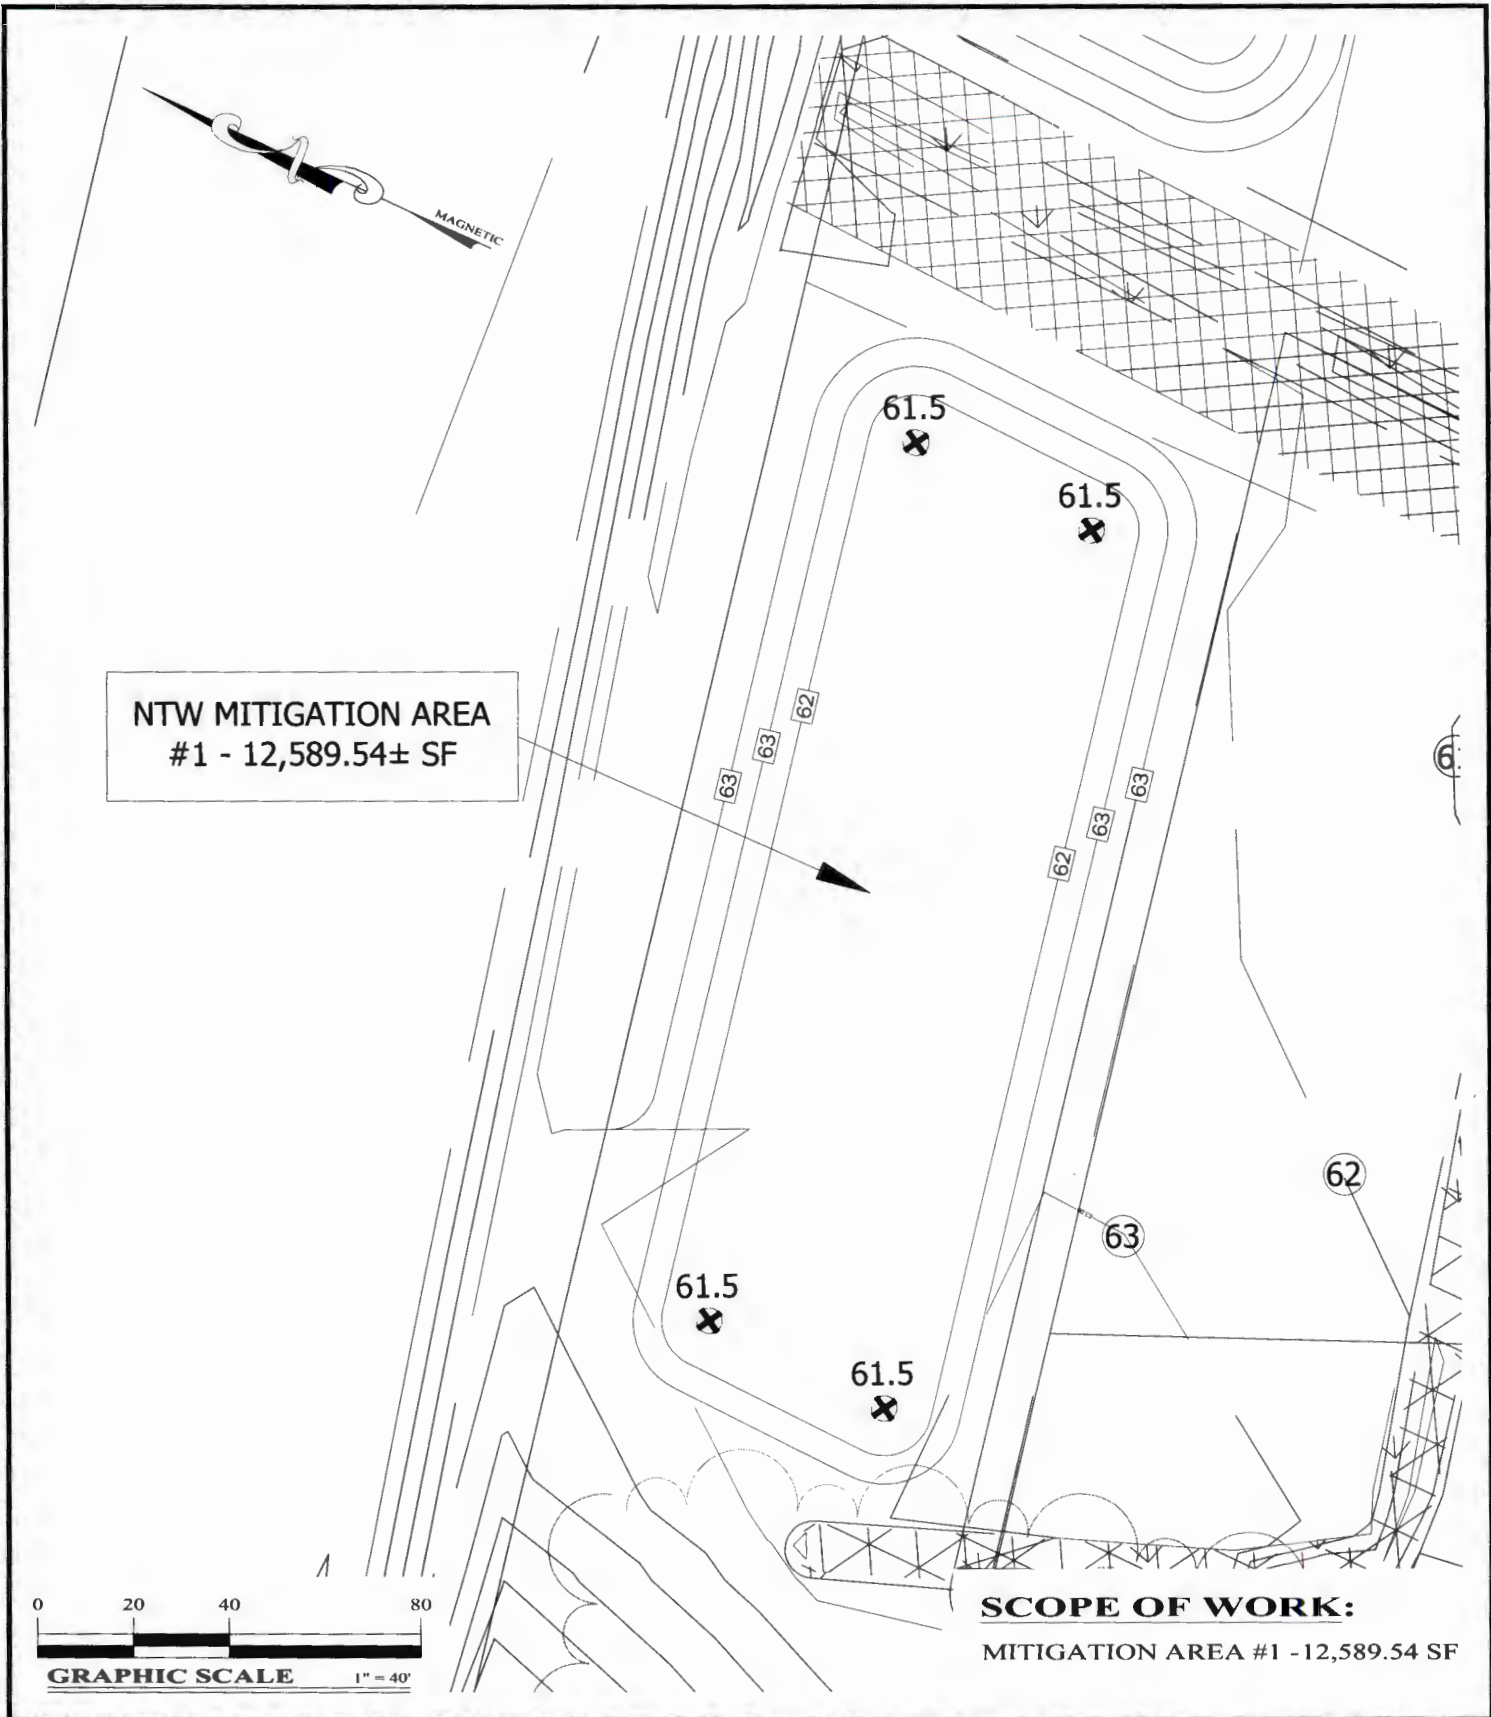 MAGNETIC
61.5
61.5
NTW MITIGATION AREA
#1 - 12,589.54± SF
62
63
63
63
63
62
62
63
61.5
61.5
0 20 40 80
GRAPHIC SCALE 1" = 40'
SCOPE OF WORK:
MITIGATION AREA #1 -12,589.54 SF